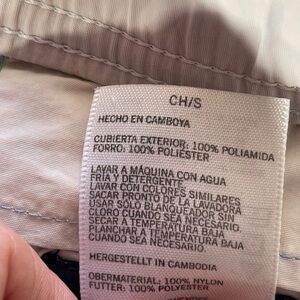 CH/S
HECHO EN CAMBOYA
CUBIERTA EXTERIOR: 100% POLIAMIDA
FORRO: 100% POLIÉSTER
LAVAR A MÁQUINA CON AGUA
FRÍA Y DETERGENTE
LAVAR CON COLORES SIMILARES
SACAR PRONTO DE LA LAVADORA
USAR SÓLO BLANQUEADOR SIN
CLORO CUANDO SEA NECESARIO.
SECAR A TEMPERATURA BAJA
PLANCHAR A TEMPERATURA BAJA
CUANDO SEA NECESARIO.
HERGESTELLT IN CAMBODIA
OBERMATERIAL: 100% NYLON
FUTTER: 100% POLYESTER